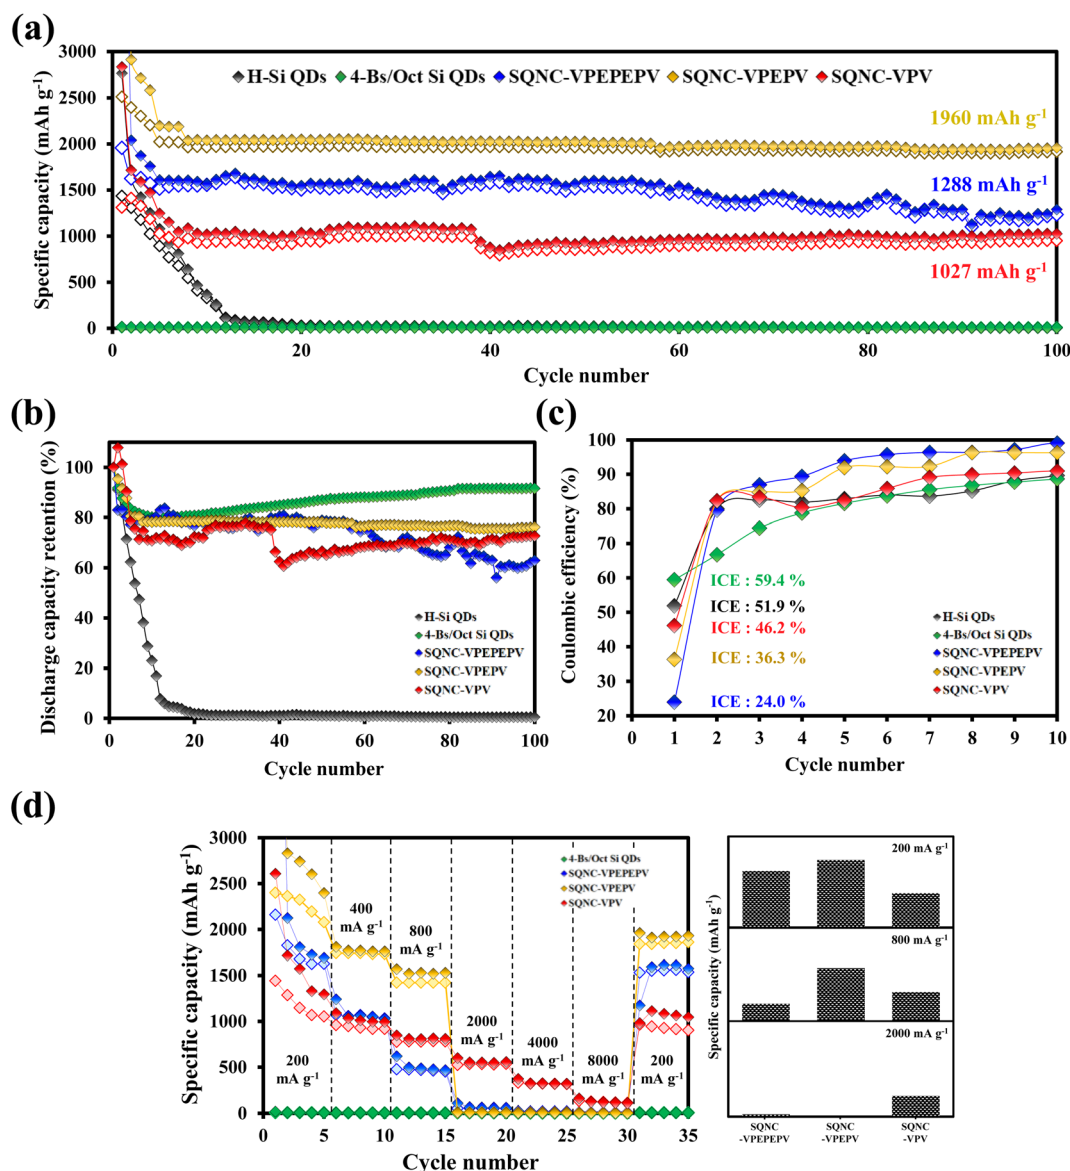 (a)
3000
2500
2000
1500
1000
500
0
Specific capacity (mAh g-1)
H-Si QDs 4-Bs/Oct Si QDs SQNC-VPEPEPV SQNC-VPEPV SQNC-VPV
1960 mAh g-1
1288 mAh g-1
1027 mAh g-1
0 20 40 60 80 100
Cycle number
(b)
100
80
60
40
20
0
Discharge capacity retention (%)
H-Si QDs
4-Bs/Oct Si QDs
SQNC-VPEPEPV
SQNC-VPEPV
SQNC-VPV
0 20 40 60 80 100
Cycle number
(c)
100
90
80
70
60
50
40
30
20
Coulombic efficiency (%)
ICE : 59.4 %
ICE : 51.9 %
ICE : 46.2 %
ICE : 36.3 %
ICE : 24.0 %
H-Si QDs
4-Bs/Oct Si QDs
SQNC-VPEPEPV
SQNC-VPEPV
SQNC-VPV
0 1 2 3 4 5 6 7 8 9 10
Cycle number
(d)
3000
2500
2000
1500
1000
500
0
Specific capacity (mAh g-1)
4-Bs/Oct Si QDs
SQNC-VPEPEPV
SQNC-VPEPV
SQNC-VPV
200
mA g-1
400
mA g-1
800
mA g-1
2000
mA g-1
4000
mA g-1
8000
mA g-1
200
mA g-1
0 5 10 15 20 25 30 35
Cycle number
Specific capacity (mAh g-1)
200 mA g-1
800 mA g-1
2000 mA g-1
SQNC
-VPEPEPV
SQNC
-VPEPV
SQNC
-VPV